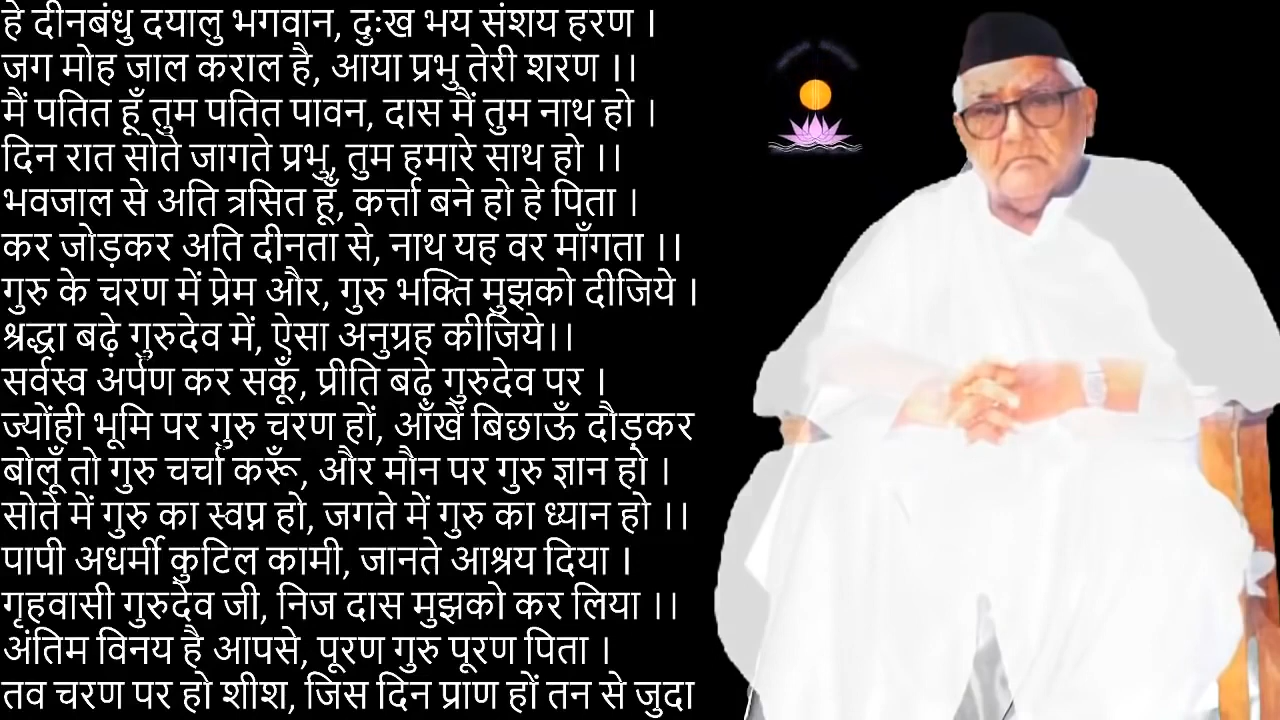 हे दीनबंधु दयालु भगवान, दुःख भय संशय हरण ।
जग मोह जाल कराल है, आया प्रभु तेरी शरण ।।
मैं पतित हूँ तुम पतित पावन, दास मैं तुम नाथ हो ।
दिन रात सोते जागते प्रभु, तुम हमारे साथ हो ।।
भवजाल से अति त्रसित हूँ, कर्त्ता बने हो हे पिता ।
कर जोड़कर अति दीनता से, नाथ यह वर माँगता ।।
गुरु के चरण में प्रेम और, गुरु भक्ति मुझको दीजिये ।
श्रद्धा बढ़े गुरुदेव में, ऐसा अनुग्रह कीजिये।।
सर्वस्व अर्पण कर सकूँ, प्रीति बढ़े गुरुदेव पर ।
ज्योंही भूमि पर गुरु चरण हों, आँखें बिछाऊँ दौड़कर
बोलूँ तो गुरु चर्चा करूँ, और मौन पर गुरु ज्ञान हो ।
सोते में गुरु का स्वप्न हो, जगते में गुरु का ध्यान हो ।।
पापी अधर्मी कुटिल कामी, जानते आश्रय दिया ।
गृहवासी गुरुदेव जी, निज दास मुझको कर लिया ।।
अंतिम विनय है आपसे, पूरण गुरु पूरण पिता ।
तव चरण पर हो शीश, जिस दिन प्राण हों तन से जुदा